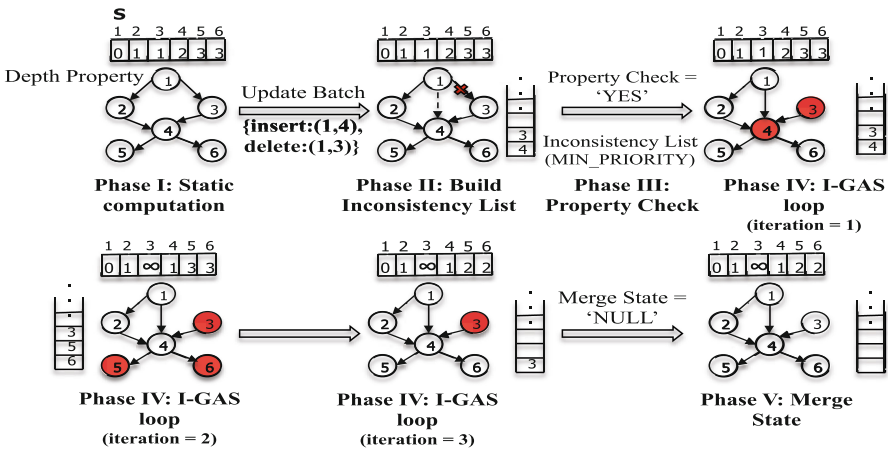 S
1 2 3 4 5 6
0 1 1 2 3 3
Depth Property
1
2
3
4
5
6
Phase I: Static
computation
Update Batch
{insert:(1,4),
delete:(1,3)}
1 2 3 4 5 6
0 1 1 2 3 3
1
2
3
4
5
6
3
4
Phase II: Build
Inconsistency List
Property Check =
‘YES’
Inconsistency List
(MIN_PRIORITY)
Phase III:
Property Check
1 2 3 4 5 6
0 1 1 2 3 3
1
2
3
4
5
6
3
4
Phase IV: I-GAS
loop
(iteration = 1)
1 2 3 4 5 6
0 1 ∞ 1 3 3
3
5
6
1
2
3
4
5
6
Phase IV: I-GAS
loop
(iteration = 2)
1 2 3 4 5 6
0 1 ∞ 1 2 2
1
2
3
4
5
6
3
Phase IV: I-GAS
loop
(iteration = 3)
Merge State =
‘NULL’
1 2 3 4 5 6
0 1 ∞ 1 2 2
1
2
3
4
5
6
Phase V: Merge
State